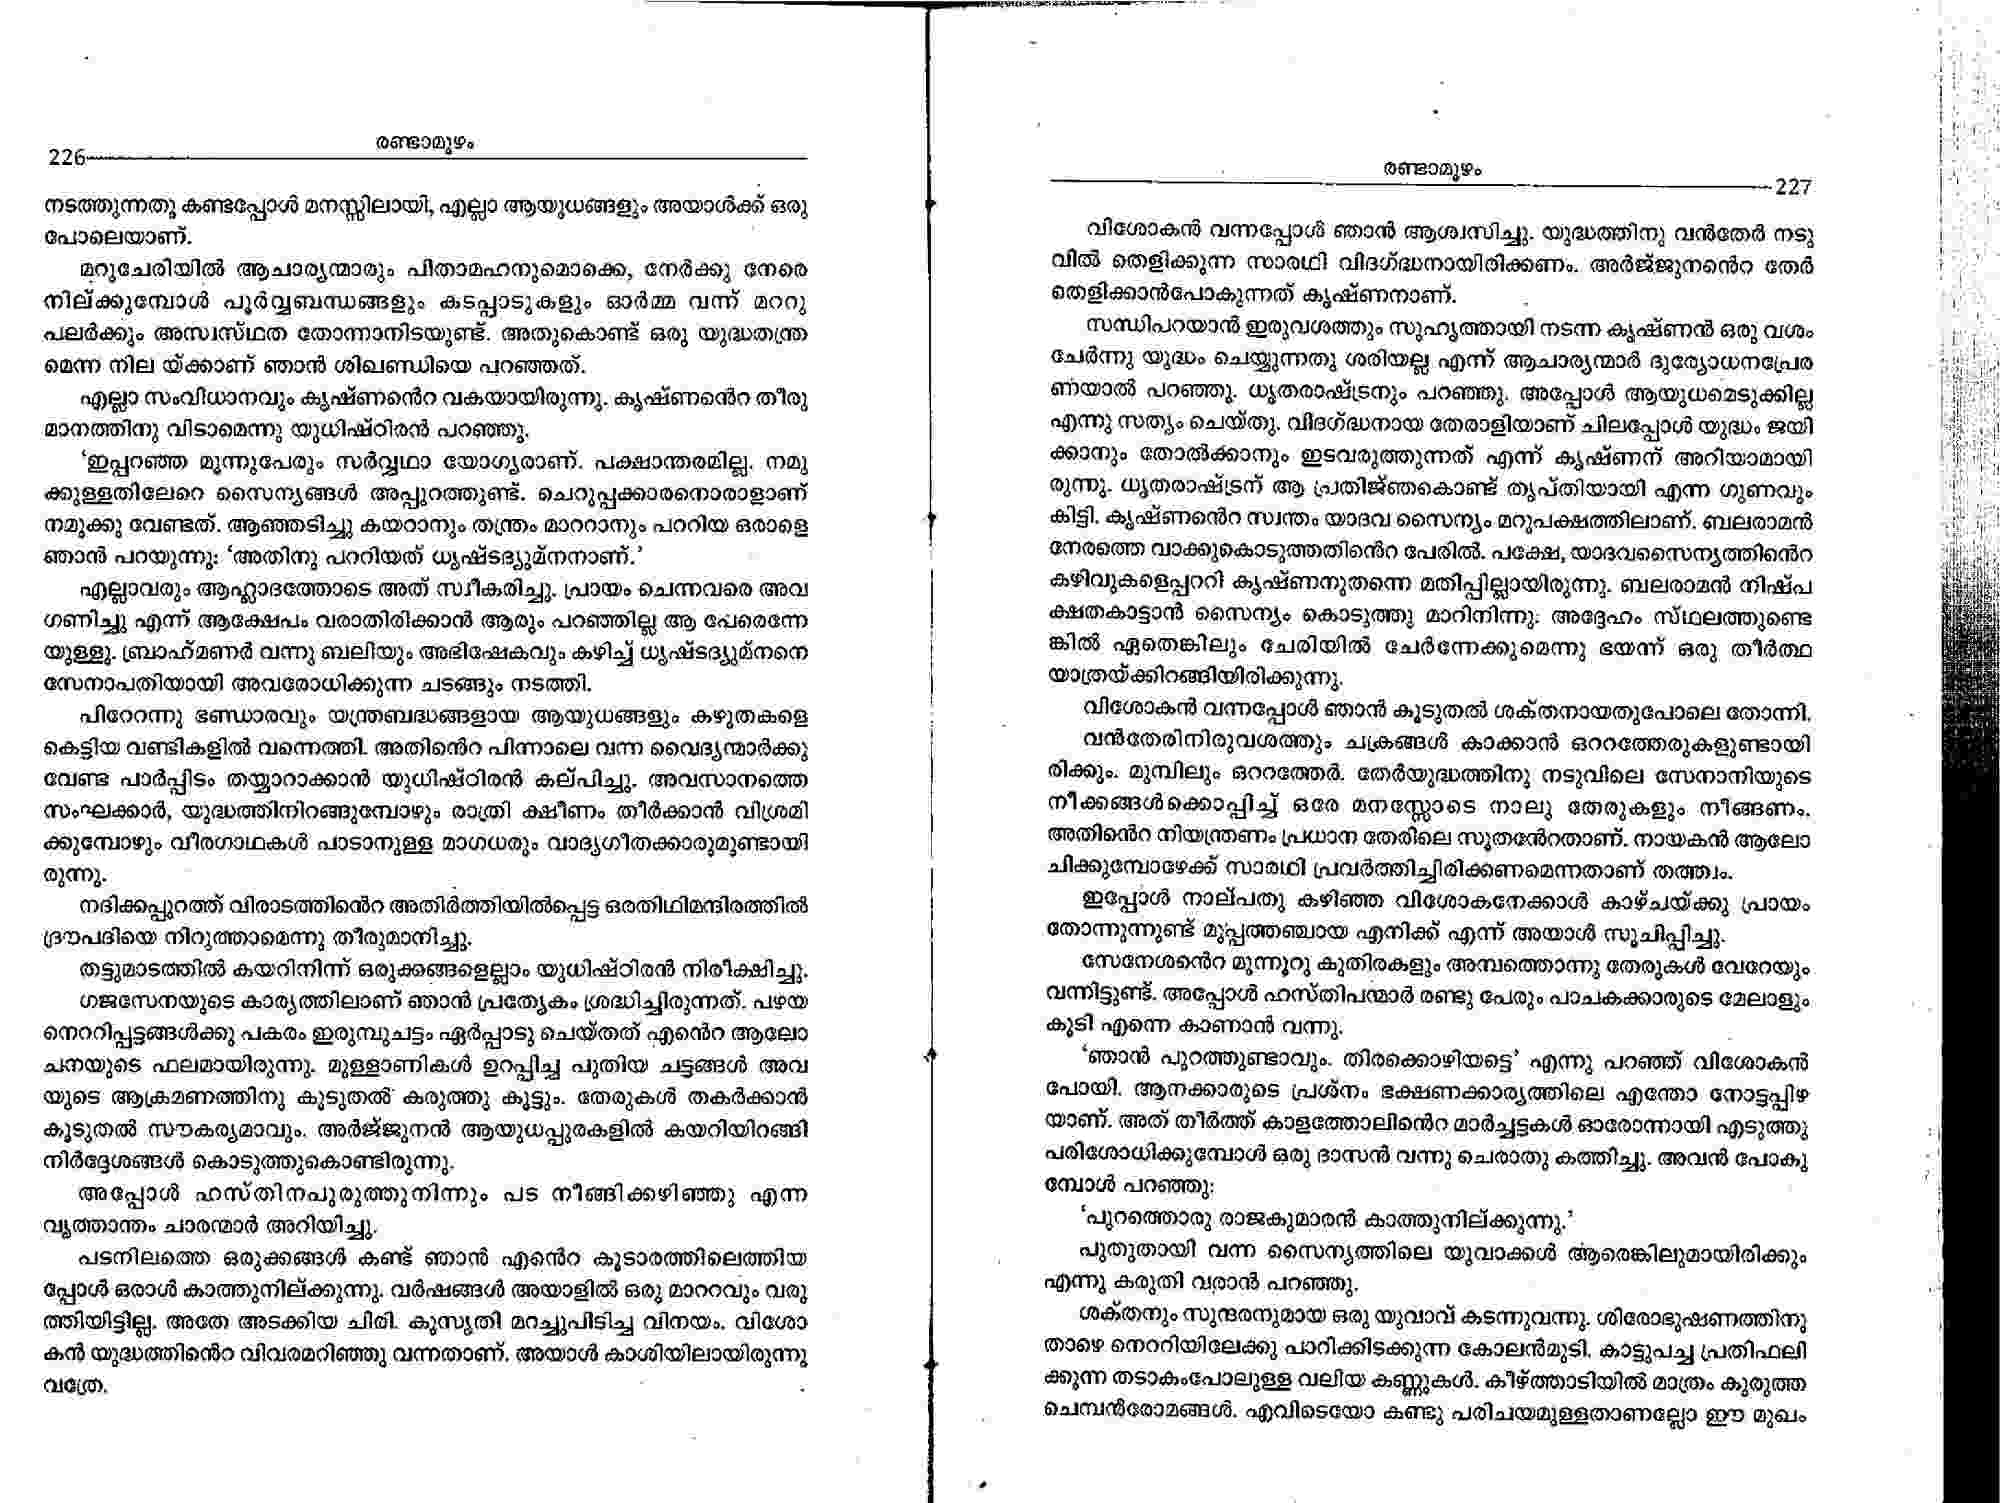 രണ്ടാമൂഴം
226
നടത്തുന്നതു കണ്ടപ്പോൾ മനസ്സിലായി, എല്ലാ ആയുധങ്ങളും അയാൾക്ക് ഒരു
പോലെയാണ്.
മറുചേരിയിൽ ആചാര്യന്മാരും പിതാമഹനുമൊക്കെ, നേർക്കു നേരെ
നില്ക്കുമ്പോൾ പൂർവ്വബന്ധങ്ങളും കടപ്പാടുകളും ഓർമ്മ വന്ന് മററു
പലർക്കും അസ്വസ്ഥത തോന്നാനിടയുണ്ട്. അതുകൊണ്ട് ഒരു യുദ്ധതന്ത്ര
മെന്ന നില യ്ക്കാണ് ഞാൻ ശിഖണ്ഡിയെ പറഞ്ഞത്.
എല്ലാ സംവിധാനവും കൃഷ്ണൻെറ വകയായിരുന്നു. കൃഷ്ണൻെറ തീരു
മാനത്തിനു വിടാമെന്നു യുധിഷ്ഠിരൻ പറഞ്ഞു.
‘ഇപ്പറഞ്ഞ മൂന്നുപേരും സർവ്വഥാ യോഗ്യരാണ്. പക്ഷാന്തരമില്ല. നമു
ക്കുള്ളതിലേറെ സൈന്യങ്ങൾ അപ്പുറത്തുണ്ട്. ചെറുപ്പക്കാരനൊരാളാണ്
നമുക്കു വേണ്ടത്. ആഞ്ഞടിച്ചു കയറാനും തന്ത്രം മാററാനും പററിയ ഒരാളെ
ഞാൻ പറയുന്നു: ‘അതിനു പററിയത് ധൃഷ്ടദ്യുമ്നനാണ്.’
എല്ലാവരും ആഹ്ലാദത്തോടെ അത് സ്വീകരിച്ചു. പ്രായം ചെന്നവരെ അവ
ഗണിച്ചു എന്ന് ആക്ഷേപം വരാതിരിക്കാൻ ആരും പറഞ്ഞില്ല ആ പേരെന്നേ
യുള്ളു. ബ്രാഹ്മണർ വന്നു ബലിയും അഭിഷേകവും കഴിച്ച് ധൃഷ്ടദ്യുമ്നനെ
സേനാപതിയായി അവരോധിക്കുന്ന ചടങ്ങും നടത്തി.
പിറേറന്നു ഭണ്ഡാരവും യന്ത്രബദ്ധങ്ങളായ ആയുധങ്ങളും കഴുതകളെ
കെട്ടിയ വണ്ടികളിൽ വന്നെത്തി. അതിൻെറ പിന്നാലെ വന്ന വൈദ്യന്മാർക്കു
വേണ്ട പാർപ്പിടം തയ്യാറാക്കാൻ യുധിഷ്ഠിരൻ കല്പിച്ചു. അവസാനത്തെ
സംഘക്കാർ, യുദ്ധത്തിനിറങ്ങുമ്പോഴും രാത്രി ക്ഷീണം തീർക്കാൻ വിശ്രമി
ക്കുമ്പോഴും വീരഗാഥകൾ പാടാനുള്ള മാഗധരും വാദ്യഗീതക്കാരുമുണ്ടായി
രുന്നു.
നദിക്കപ്പുറത്ത് വിരാടത്തിൻെറ അതിർത്തിയിൽപ്പെട്ട ഒരതിഥിമന്ദിരത്തിൽ
ദ്രൗപദിയെ നിറുത്താമെന്നു തീരുമാനിച്ചു.
തട്ടുമാടത്തിൽ കയറിനിന്ന് ഒരുക്കങ്ങളെല്ലാം യുധിഷ്ഠിരൻ നിരീക്ഷിച്ചു.
ഗജസേനയുടെ കാര്യത്തിലാണ് ഞാൻ പ്രത്യേകം ശ്രദ്ധിച്ചിരുന്നത്. പഴയ
നെററിപ്പട്ടങ്ങൾക്കു പകരം ഇരുമ്പുചട്ടം ഏർപ്പാടു ചെയ്തത് എൻെറ ആലോ
ചനയുടെ ഫലമായിരുന്നു. മുള്ളാണികൾ ഉറപ്പിച്ച പുതിയ ചട്ടങ്ങൾ അവ
യുടെ ആക്രമണത്തിനു കൂടുതൽ കരുത്തു കൂട്ടും. തേരുകൾ തകർക്കാൻ
കൂടുതൽ സൗകര്യമാവും. അർജ്ജുനൻ ആയുധപ്പുരകളിൽ കയറിയിറങ്ങി
നിർദ്ദേശങ്ങൾ കൊടുത്തുകൊണ്ടിരുന്നു.
അപ്പോൾ ഹസ്തിനപുരുത്തുനിന്നും പട നീങ്ങിക്കഴിഞ്ഞു എന്ന
വൃത്താന്തം ചാരന്മാർ അറിയിച്ചു.
പടനിലത്തെ ഒരുക്കങ്ങൾ കണ്ട് ഞാൻ എൻെറ കൂടാരത്തിലെത്തിയ
പ്പോൾ ഒരാൾ കാത്തുനില്ക്കുന്നു. വർഷങ്ങൾ അയാളിൽ ഒരു മാററവും വരു
ത്തിയിട്ടില്ല. അതേ അടക്കിയ ചിരി. കുസൃതി മറച്ചുപിടിച്ച വിനയം. വിശോ
കൻ യുദ്ധത്തിൻെറ വിവരമറിഞ്ഞു വന്നതാണ്. അയാൾ കാശിയിലായിരുന്നു
വത്രേ.
രണ്ടാമൂഴം
227
വിശോകൻ വന്നപ്പോൾ ഞാൻ ആശ്വസിച്ചു. യുദ്ധത്തിനു വൻതേർ നടു
വിൽ തെളിക്കുന്ന സാരഥി വിദഗ്ദ്ധനായിരിക്കണം. അർജ്ജുനൻെറ തേർ
തെളിക്കാൻപോകുന്നത് കൃഷ്ണനാണ്.
സന്ധിപറയാൻ ഇരുവശത്തും സുഹൃത്തായി നടന്ന കൃഷ്ണൻ ഒരു വശം
ചേർന്നു യുദ്ധം ചെയ്യുന്നതു ശരിയല്ല എന്ന് ആചാര്യന്മാർ ദുര്യോധനപ്രേര
ണയാൽ പറഞ്ഞു. ധൃതരാഷ്ട്രനും പറഞ്ഞു. അപ്പോൾ ആയുധമെടുക്കില്ല
എന്നു സത്യം ചെയ്തു. വിദഗ്ദ്ധനായ തേരാളിയാണ് ചിലപ്പോൾ യുദ്ധം ജയി
ക്കാനും തോൽക്കാനും ഇടവരുത്തുന്നത് എന്ന് കൃഷ്ണന് അറിയാമായി
രുന്നു. ധൃതരാഷ്ട്രന് ആ പ്രതിജ്ഞകൊണ്ട് തൃപ്തിയായി എന്ന ഗുണവും
കിട്ടി. കൃഷ്ണൻെറ സ്വന്തം യാദവ സൈന്യം മറുപക്ഷത്തിലാണ്. ബലരാമൻ
നേരത്തെ വാക്കുകൊടുത്തതിൻെറ പേരിൽ. പക്ഷേ, യാദവസൈന്യത്തിൻെറ
കഴിവുകളെപ്പററി കൃഷ്ണനുതന്നെ മതിപ്പില്ലായിരുന്നു. ബലരാമൻ നിഷ്പ
ക്ഷതകാട്ടാൻ സൈന്യം കൊടുത്തു മാറിനിന്നു: അദ്ദേഹം സ്ഥലത്തുണ്ടെ
ങ്കിൽ ഏതെങ്കിലും ചേരിയിൽ ചേർന്നേക്കുമെന്നു ഭയന്ന് ഒരു തീർത്ഥ
യാത്രയ്ക്കിറങ്ങിയിരിക്കുന്നു.
വിശോകൻ വന്നപ്പോൾ ഞാൻ കൂടുതൽ ശക്തനായതുപോലെ തോന്നി.
വൻതേരിനിരുവശത്തും ചക്രങ്ങൾ കാക്കാൻ ഒററത്തേരുകളുണ്ടായി
രിക്കും. മുമ്പിലും ഒററത്തേർ. തേർയുദ്ധത്തിനു നടുവിലെ സേനാനിയുടെ
നീക്കങ്ങൾക്കൊപ്പിച്ച് ഒരേ മനസ്സോടെ നാലു തേരുകളും നീങ്ങണം.
അതിൻെറ നിയന്ത്രണം പ്രധാന തേരിലെ സൂതൻേറതാണ്. നായകൻ ആലോ
ചിക്കുമ്പോഴേക്ക് സാരഥി പ്രവർത്തിച്ചിരിക്കണമെന്നതാണ് തത്ത്വം.
ഇപ്പോൾ നാല്പതു കഴിഞ്ഞ വിശോകനേക്കാൾ കാഴ്ചയ്ക്കു പ്രായം
തോന്നുന്നുണ്ട് മുപ്പത്തഞ്ചായ എനിക്ക് എന്ന് അയാൾ സൂചിപ്പിച്ചു.
സേനേശൻെറ മുന്നൂറു കുതിരകളും അമ്പത്തൊന്നു തേരുകൾ വേറേയും
വന്നിട്ടുണ്ട്. അപ്പോൾ ഹസ്തിപന്മാർ രണ്ടു പേരും പാചകക്കാരുടെ മേലാളും
കൂടി എന്നെ കാണാൻ വന്നു.
‘ഞാൻ പുറത്തുണ്ടാവും. തിരക്കൊഴിയട്ടെ’ എന്നു പറഞ്ഞ് വിശോകൻ
പോയി. ആനക്കാരുടെ പ്രശ്നം ഭക്ഷണക്കാര്യത്തിലെ എന്തോ നോട്ടപ്പിഴ
യാണ്. അത് തീർത്ത് കാളത്തോലിൻെറ മാർച്ചട്ടകൾ ഓരോന്നായി എടുത്തു
പരിശോധിക്കുമ്പോൾ ഒരു ദാസൻ വന്നു ചെരാതു കത്തിച്ചു. അവൻ പോകു
മ്പോൾ പറഞ്ഞു:
‘പുറത്തൊരു രാജകുമാരൻ കാത്തുനില്ക്കുന്നു.’
പുതുതായി വന്ന സൈന്യത്തിലെ യുവാക്കൾ ആരെങ്കിലുമായിരിക്കും
എന്നു കരുതി വരാൻ പറഞ്ഞു.
ശക്തനും സുന്ദരനുമായ ഒരു യുവാവ് കടന്നുവന്നു. ശിരോഭൂഷണത്തിനു
താഴെ നെററിയിലേക്കു പാറിക്കിടക്കുന്ന കോലൻമുടി. കാട്ടുപച്ച പ്രതിഫലി
ക്കുന്ന തടാകംപോലുള്ള വലിയ കണ്ണുകൾ. കീഴ്ത്താടിയിൽ മാത്രം കുരുത്ത
ചെമ്പൻരോമങ്ങൾ. എവിടെയോ കണ്ടു പരിചയമുള്ളതാണല്ലോ ഈ മുഖം